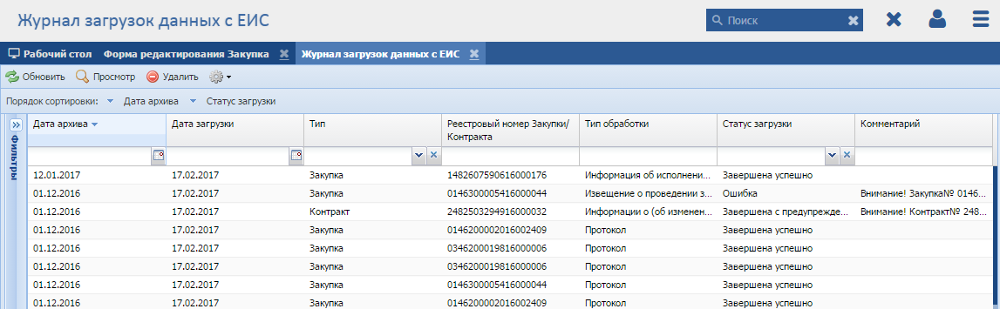 Журнал загрузок данных с ЕИС
Поиск
Рабочий стол Форма редактирования Закупка Журнал загрузок данных с ЕИС
Обновить Просмотр Удалить
Порядок сортировки: Дата архива Статус загрузки
Фильтры
Дата архива Дата загрузки Тип Реестровый номер Закупки/ Тип обработки Статус загрузки Комментарий
Контракта
12.01.2017 17.02.2017 Закупка 1482607590616000176 Информация об исполнени... Завершена успешно
01.12.2016 17.02.2017 Закупка 0146300005416000044 Извещение о проведении з... Ошибка Внимание! Закупка№ 0146...
01.12.2016 17.02.2017 Контракт 2482503294916000032 Информации о (об изменен... Завершена с предупрежде... Внимание! Контракт№ 248...
01.12.2016 17.02.2017 Закупка 0146200002016002409 Протокол Завершена успешно
01.12.2016 17.02.2017 Закупка 0346200019816000006 Протокол Завершена успешно
01.12.2016 17.02.2017 Закупка 0346200019816000006 Протокол Завершена успешно
01.12.2016 17.02.2017 Закупка 0146300005416000044 Протокол Завершена успешно
01.12.2016 17.02.2017 Закупка 0146200002016002409 Протокол Завершена успешно